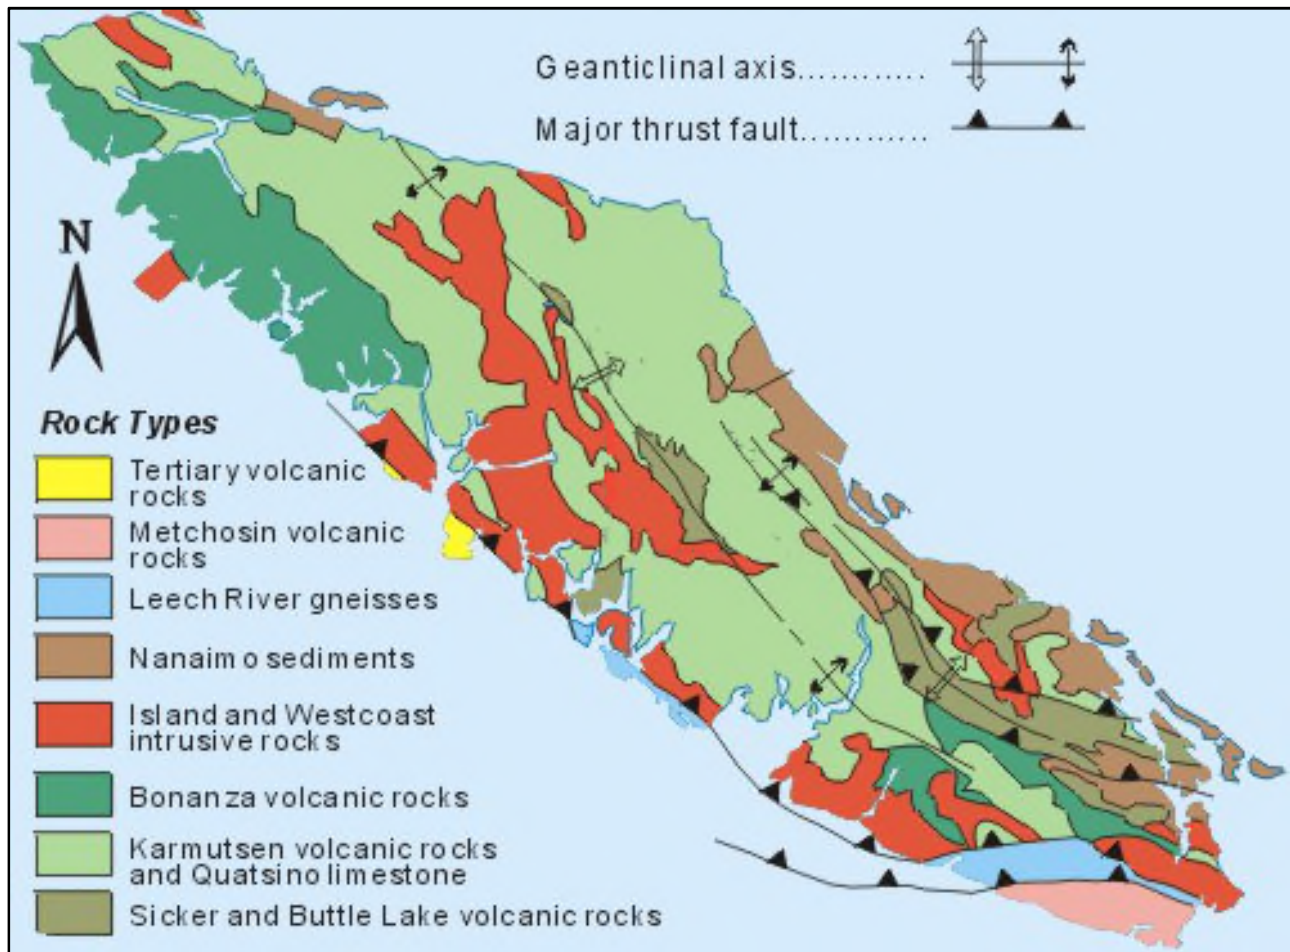 Geanticlinal axis............
Major thrust fault............
N
Rock Types
Tertiary volcanic
rocks
Metchosin volcanic
rocks
Leech River gneisses
Nanaimo sediments
Island and Westcoast
intrusive rocks
Bonanza volcanic rocks
Karmutsen volcanic rocks
and Quatsino limestone
Sicker and Buttle Lake volcanic rocks